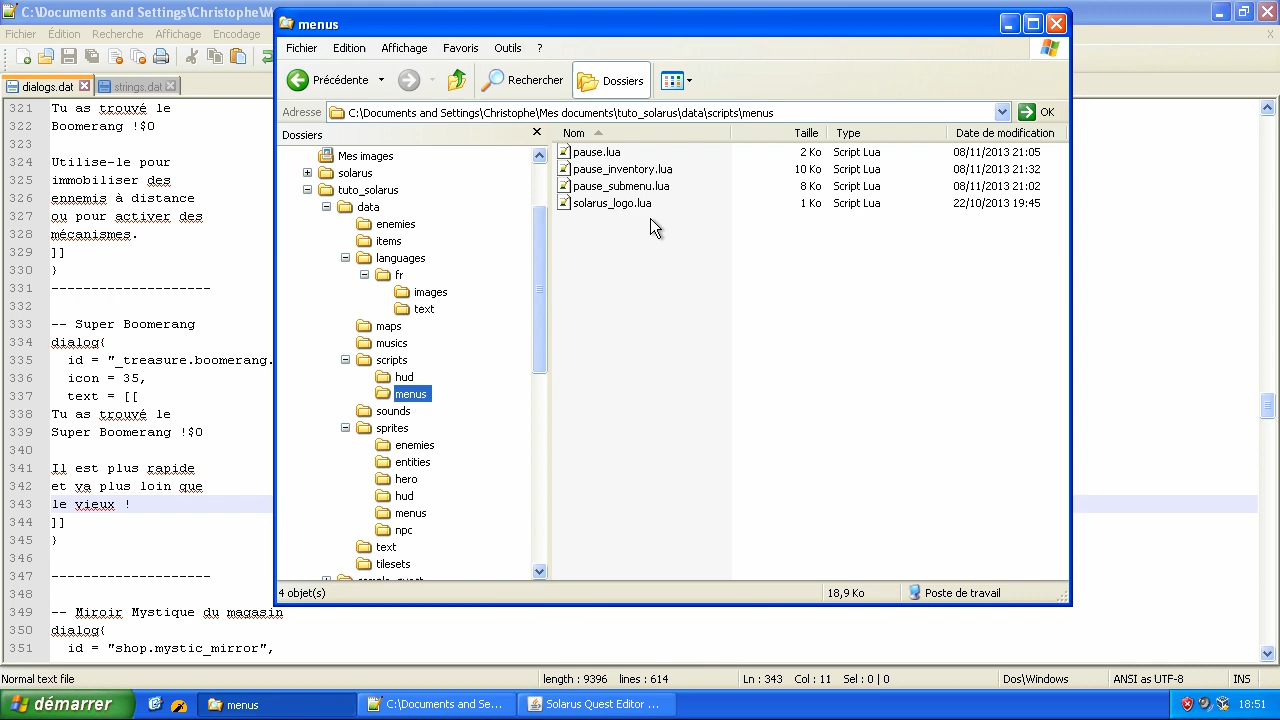 C:\Documents and Settings\Christophe\M
Fichier Édition Recherche Affichage Encodage
dialogs.dat strings.dat
321 Tu as trouvé le
322 Boomerang !$0
323
324 Utilise-le pour
325 immobiliser des
326 ennemis à distance
327 ou pour activer des
328 mécanismes.
329 ]]
330 }
331 --------------------
332
333 -- Super Boomerang
334 dialog{
335 id = "_treasure.boomerang.
336 icon = 35,
337 text = [[
338 Tu as trouvé le
339 Super Boomerang !$0
340
341 Il est plus rapide
342 et va plus loin que
343 le vieux !
344 ]]
345 }
346
347 --------------------
348
349 -- Miroir Mystique du magasin
350 dialog{
351 id = "shop.mystic_mirror",
menus
Fichier Affichage Favoris Outils ?
Précédente Rechercher Dossiers
Adresse C:\Documents and Settings\Christophe\Mes documents\tuto_solarus\data\scripts\menus OK
Dossiers
Mes images
solarus
tuto_solarus
data
enemies
items
languages
fr
images
text
maps
musics
scripts
hud
menus
sounds
sprites
enemies
entities
hero
hud
menus
npc
text
tilesets
Nom Taille Type Date de modification
pause.lua 2 Ko Script Lua 08/11/2013 21:05
pause_inventory.lua 10 Ko Script Lua 08/11/2013 21:32
pause_submenu.lua 8 Ko Script Lua 08/11/2013 21:02
solarus_logo.lua 1 Ko Script Lua 22/10/2013 19:45
4 objet(s) 18,9 Ko Poste de travail
Normal text file length : 9396 lines : 614 Ln : 343 Col : 11 Sel : 0 | 0 Dos\Windows ANSI as UTF-8 INS
démarrer menus C:\Documents and Se... Solarus Quest Editor ... 18:51